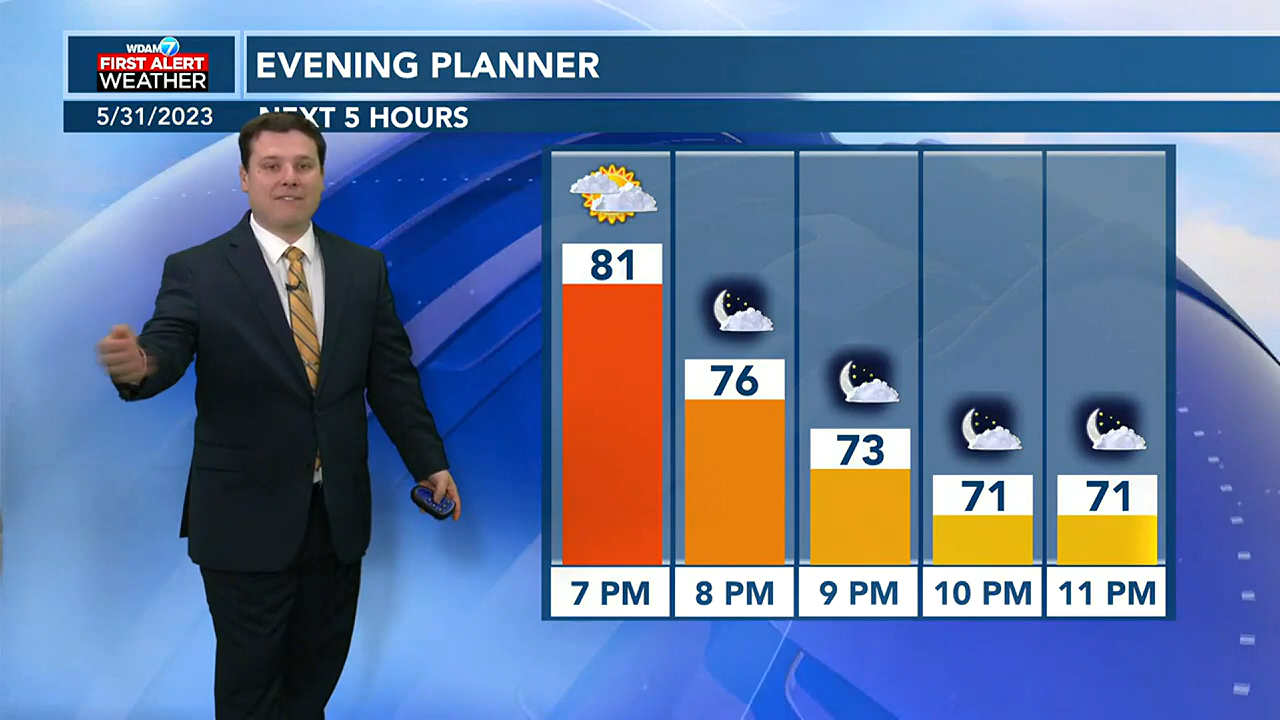 WDAM 7
FIRST ALERT
WEATHER
EVENING PLANNER
5/31/2023
NEXT 5 HOURS
81
76
73
71
71
7 PM
8 PM
9 PM
10 PM
11 PM